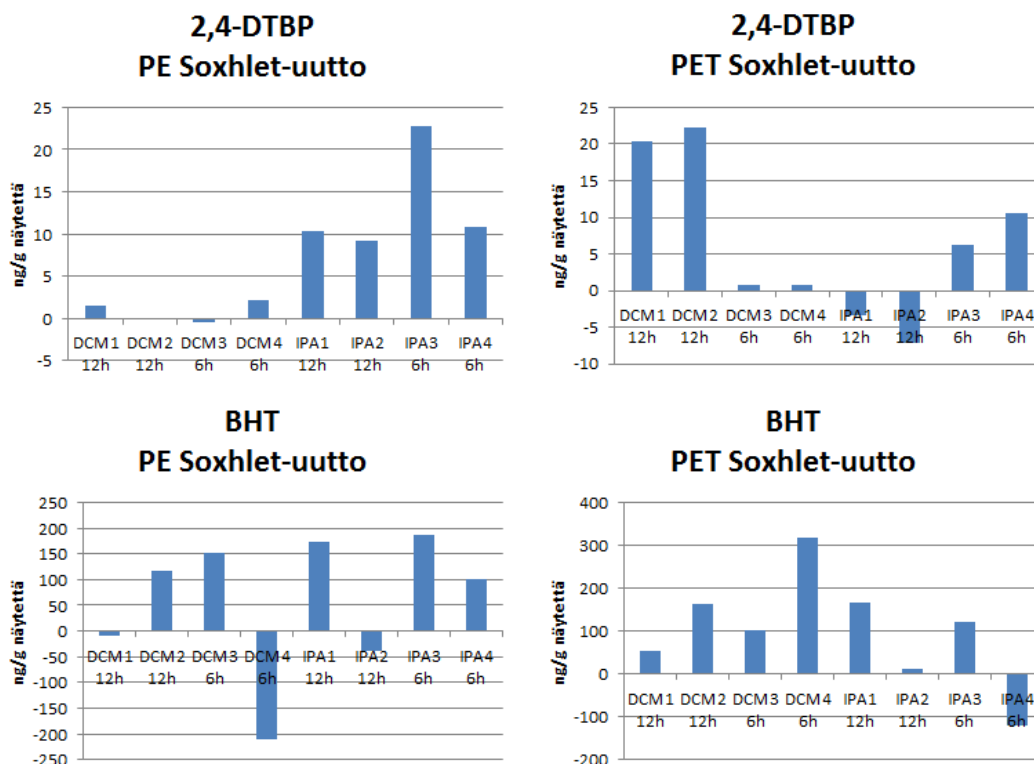 2,4-DTBP
PE Soxhlet-uutto
25
20
15
10
5
0
-5
ng/g näytettä
DCM1 DCM2 DCM3 DCM4 IPA1 IPA2 IPA3 IPA4
12h 12h 6h 6h 12h 12h 6h 6h
2,4-DTBP
PET Soxhlet-uutto
25
20
15
10
5
0
-5
-10
ng/g näytettä
DCM1 DCM2 DCM3 DCM4 IPA1 IPA2 IPA3 IPA4
12h 12h 6h 6h 12h 12h 6h 6h
BHT
PE Soxhlet-uutto
250
200
150
100
50
0
-50
-100
-150
-200
-250
ng/g näytettä
DCM1 DCM2 DCM3 DCM4 IPA1 IPA2 IPA3 IPA4
12h 12h 6h 6h 12h 12h 6h 6h
BHT
PET Soxhlet-uutto
400
300
200
100
0
-100
-200
ng/g näytettä
DCM1 DCM2 DCM3 DCM4 IPA1 IPA2 IPA3 IPA4
12h 12h 6h 6h 12h 12h 6h 6h